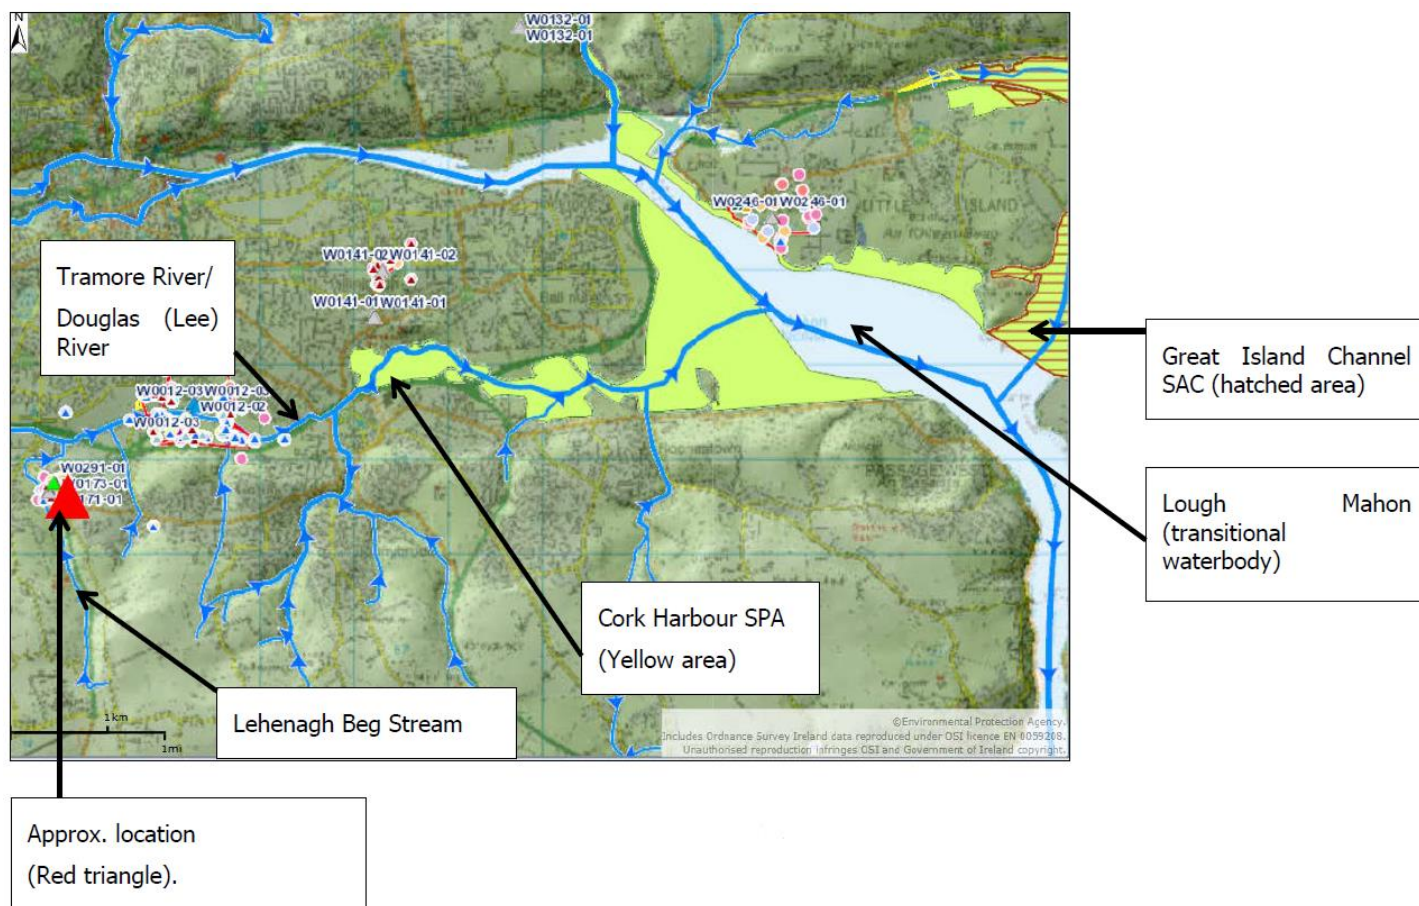 N
W0132-01
W0132-01
W0246-01 W0246-01
LITTLE ISLAND
W0141-02 W0141-02
W0141-01 W0141-01
Tramore River/
Douglas (Lee)
River
W0012-03 W0012-03
W0012-02
W0012-03
W0291-01
W0173-01
171-01
Great Island Channel
SAC (hatched area)
Lough Mahon
(transitional
waterbody)
Cork Harbour SPA
(Yellow area)
Lehenagh Beg Stream
1km
1mi
©Environmental Protection Agency.
Includes Ordnance Survey Ireland data reproduced under OSI licence EN 0059208.
Unauthorised reproduction infringes OSI and Government of Ireland copyright.
Approx. location
(Red triangle).